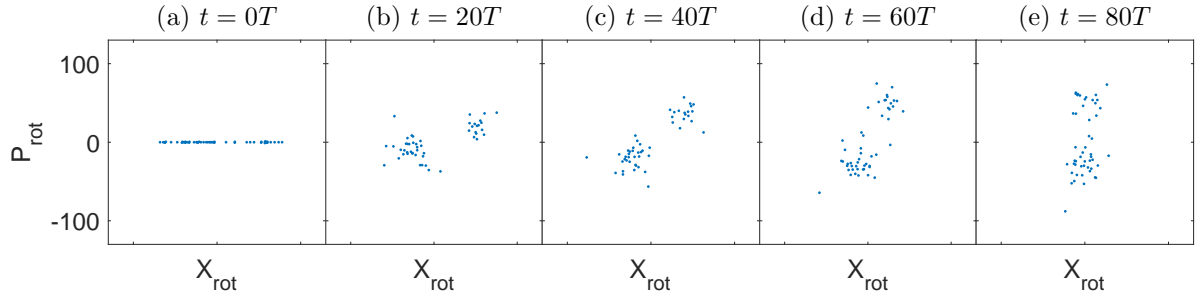 (a) t = 0T (b) t = 20T (c) t = 40T (d) t = 60T (e) t = 80T
100
0
-100
P_rot
X_rot X_rot X_rot X_rot X_rot